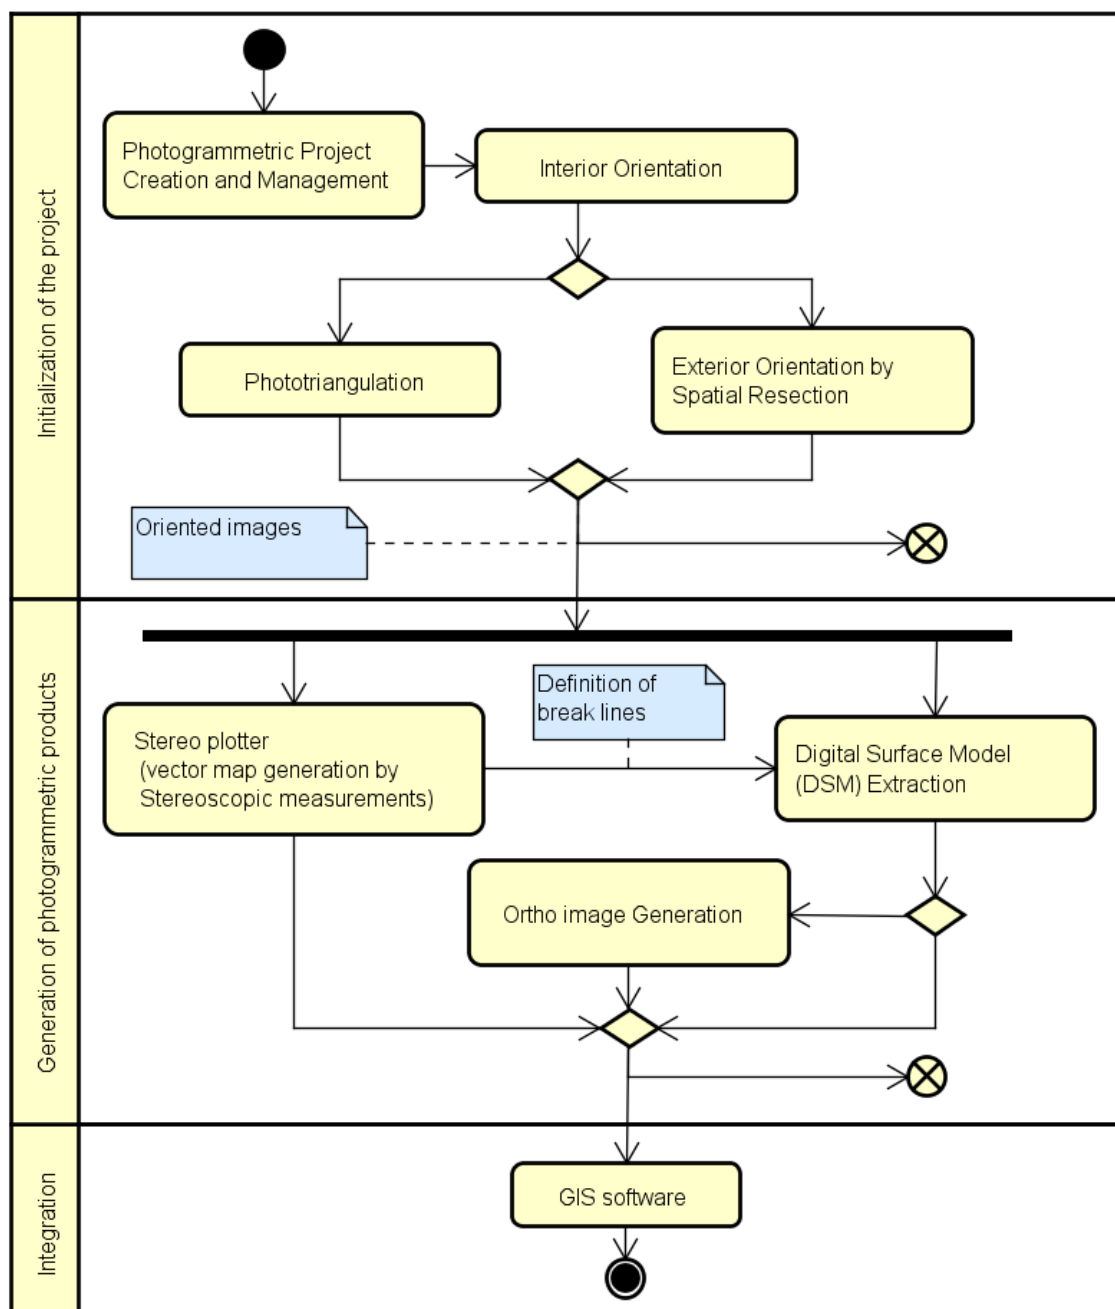 Initialization of the project
Photogrammetric Project
Creation and Management
Interior Orientation
Phototriangulation
Exterior Orientation by
Spatial Resection
Oriented images
Generation of photogrammetric products
Definition of
break lines
Stereo plotter
(vector map generation by
Stereoscopic measurements)
Digital Surface Model
(DSM) Extraction
Ortho image Generation
Integration
GIS software